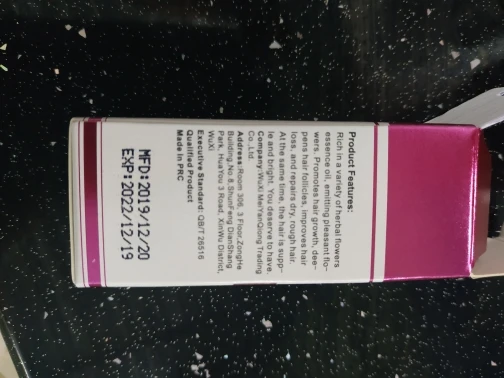 Product Features:
Rich in a variety of herbal flowers
essence oil, emitting pleasant flo-
wers. Promotes hair growth, dee-
pens hair follicles, improves hair
loss, and repairs dry, rough hair.
At the same time, the hair is supp-
le and bright. You deserve to have.
Company:WuXi MeiYanQiong Trading
Co.,Ltd.
Address:Room 306, 3 Floor,ZongHe
Building,No.8,ShunFeng DianShang
Park, HuaYou 3 Road, XinWu District,
WuXi.
Executive Standard: QB/T 26516
Qualified Product
Made In PRC
MFD:2019/12/20
EXP:2022/12/19